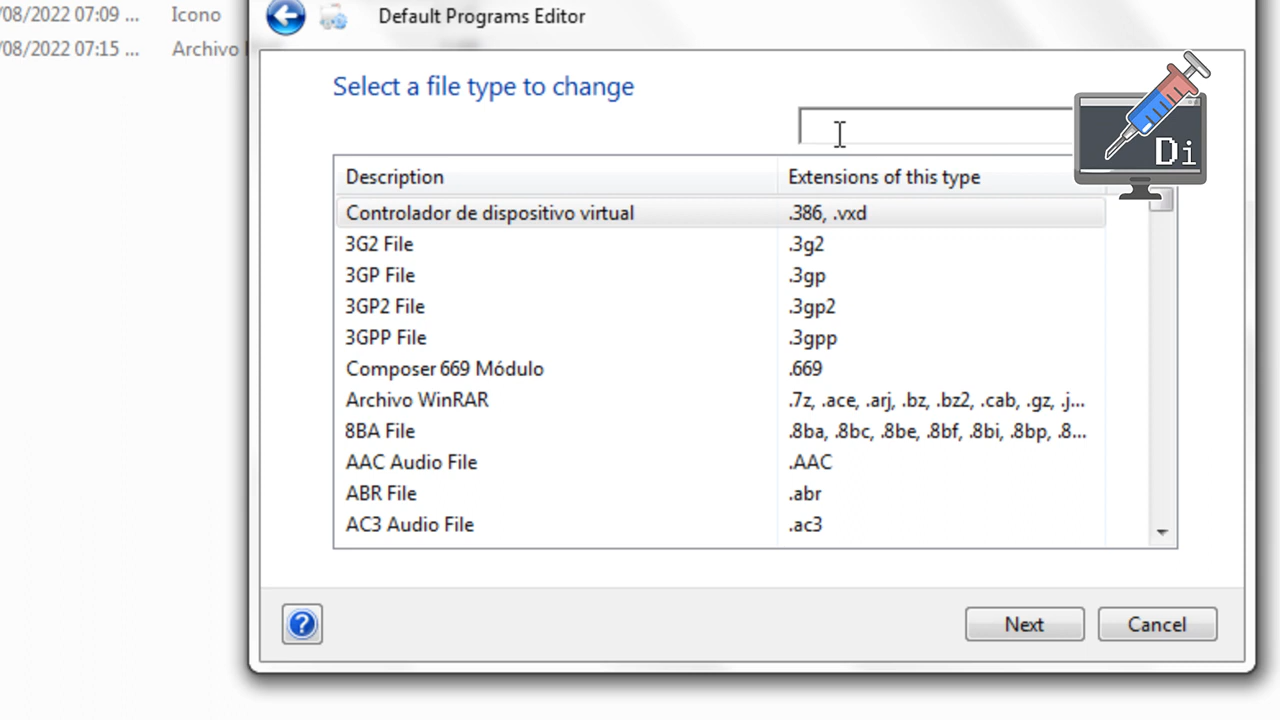 /08/2022 07:09 ... Icono
/08/2022 07:15 ... Archivo
Default Programs Editor
Select a file type to change
Di
Description Extensions of this type
Controlador de dispositivo virtual .386, .vxd
3G2 File .3g2
3GP File .3gp
3GP2 File .3gp2
3GPP File .3gpp
Composer 669 Módulo .669
Archivo WinRAR .7z, .ace, .arj, .bz, .bz2, .cab, .gz, .j...
8BA File .8ba, .8bc, .8be, .8bf, .8bi, .8bp, .8...
AAC Audio File .AAC
ABR File .abr
AC3 Audio File .ac3
Next Cancel